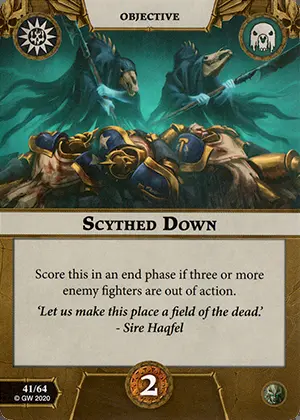 OBJECTIVE
SCYTHED DOWN
Score this in an end phase if three or more
enemy fighters are out of action.
‘Let us make this place a field of the dead.’
- Sire Hagfel
41/64
© GW 2020
2